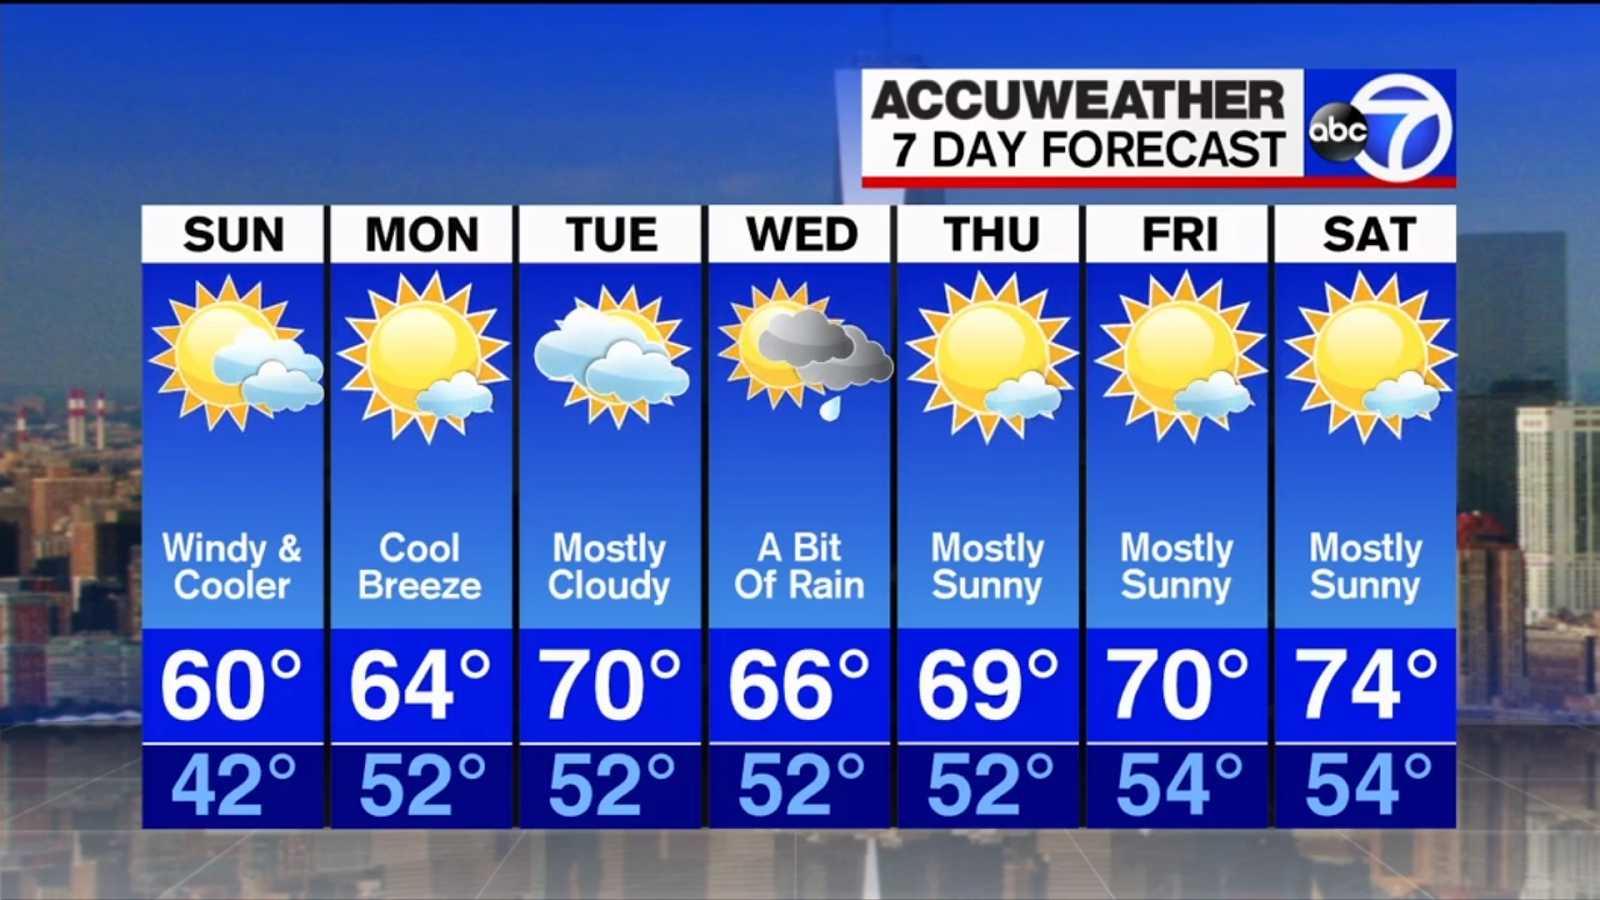 ACCUWEATHER
7 DAY FORECAST
abc 7
SUN MON TUE WED THU FRI SAT
Windy & Cool Mostly A Bit Mostly Mostly Mostly
Cooler Breeze Cloudy Of Rain Sunny Sunny Sunny
60° 64° 70° 66° 69° 70° 74°
42° 52° 52° 52° 52° 54° 54°